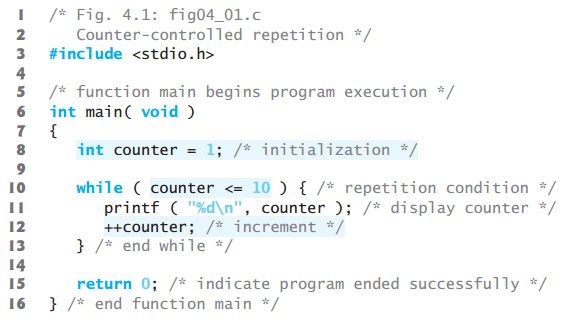 1 /* Fig. 4.1: fig04_01.c
2 Counter-controlled repetition */
3 #include <stdio.h>
4
5 /* function main begins program execution */
6 int main( void )
7 {
8 int counter = 1; /* initialization */
9
10 while ( counter <= 10 ) { /* repetition condition */
11 printf ( "%d\n", counter ); /* display counter */
12 ++counter; /* increment */
13 } /* end while */
14
15 return 0; /* indicate program ended successfully */
16 } /* end function main */